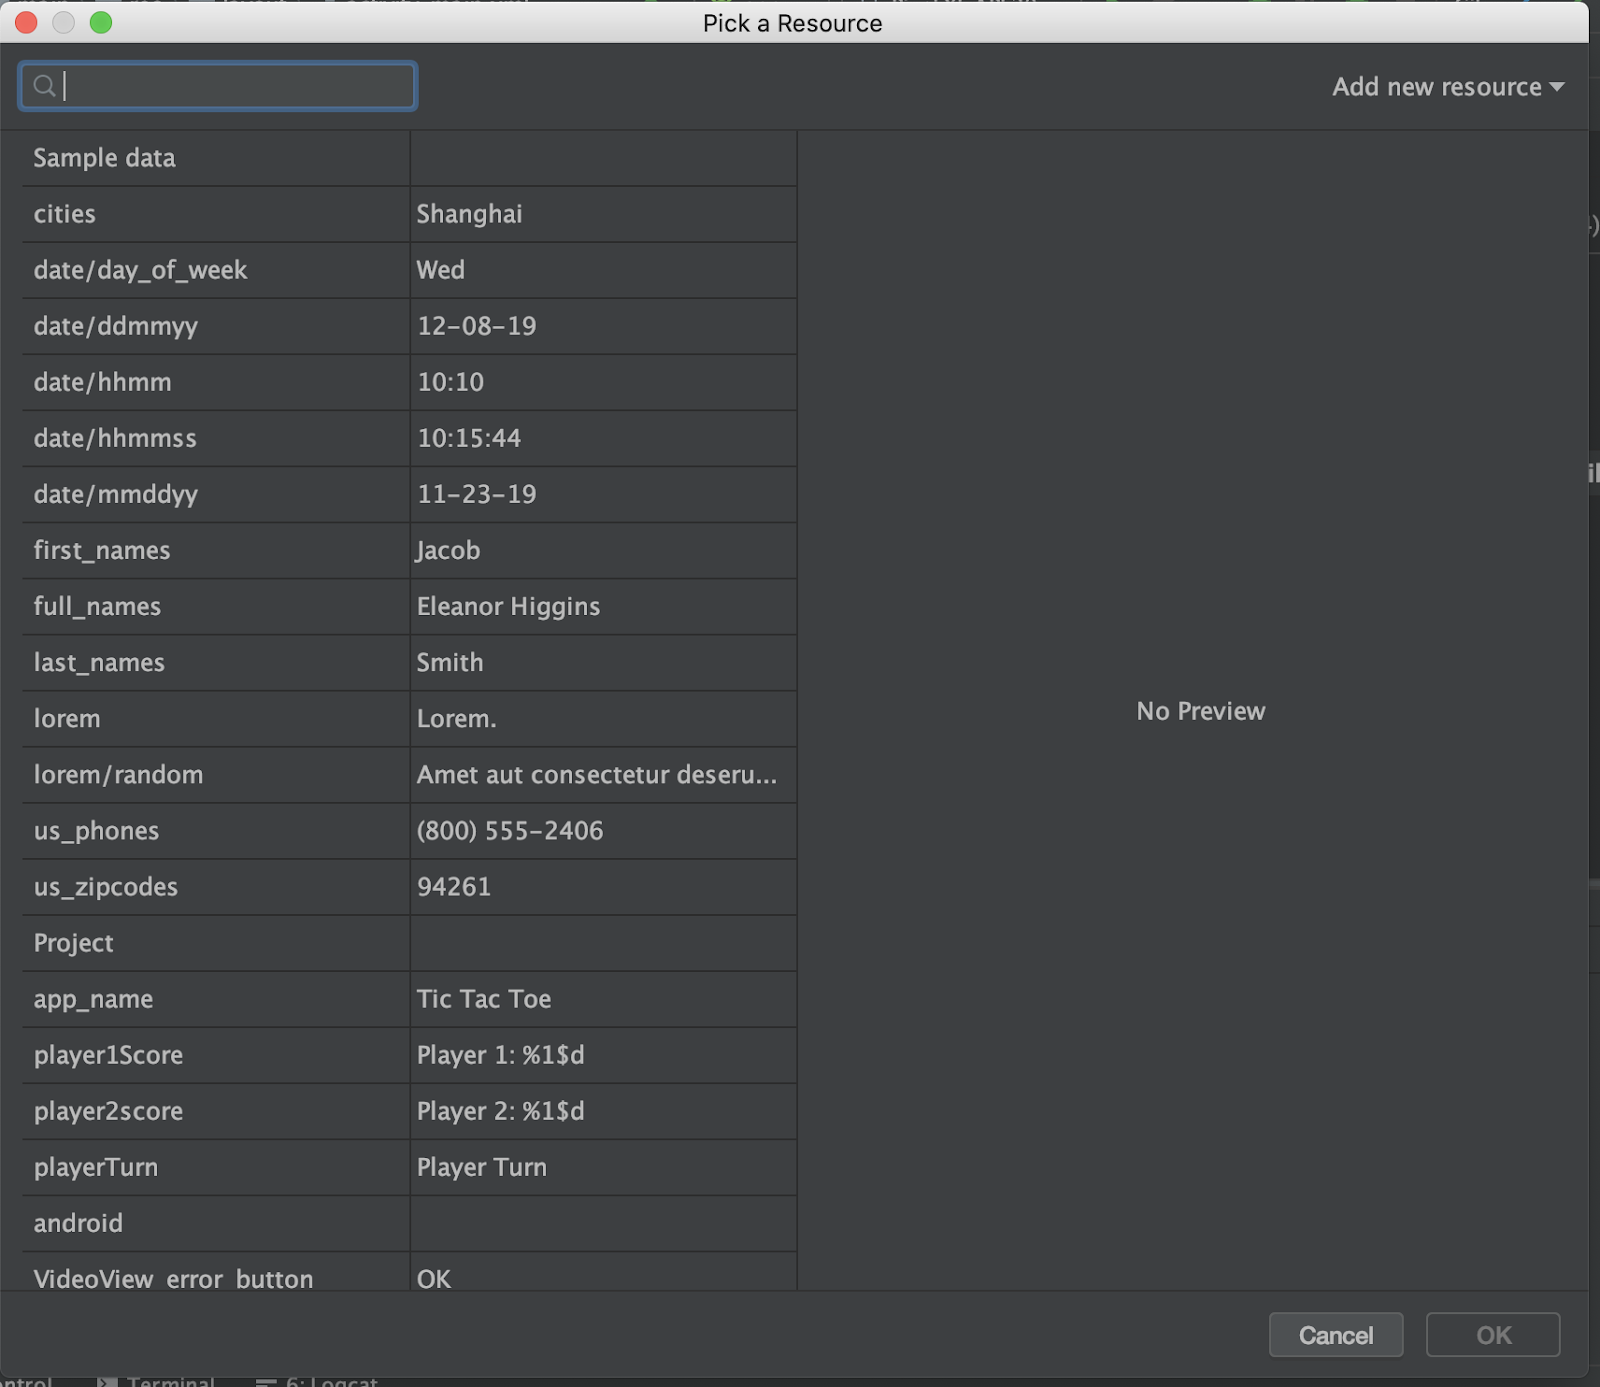 Pick a Resource
Add new resource
Sample data
cities Shanghai
date/day_of_week Wed
date/ddmmyy 12-08-19
date/hhmm 10:10
date/hhmmss 10:15:44
date/mmddyy 11-23-19
first_names Jacob
full_names Eleanor Higgins
last_names Smith
lorem Lorem.
lorem/random Amet aut consectetur deseru...
us_phones (800) 555-2406
us_zipcodes 94261
Project
app_name Tic Tac Toe
player1Score Player 1: %1$d
player2score Player 2: %1$d
playerTurn Player Turn
android
VideoView_error_button OK
No Preview
Cancel OK
Terminal 6: Logcat